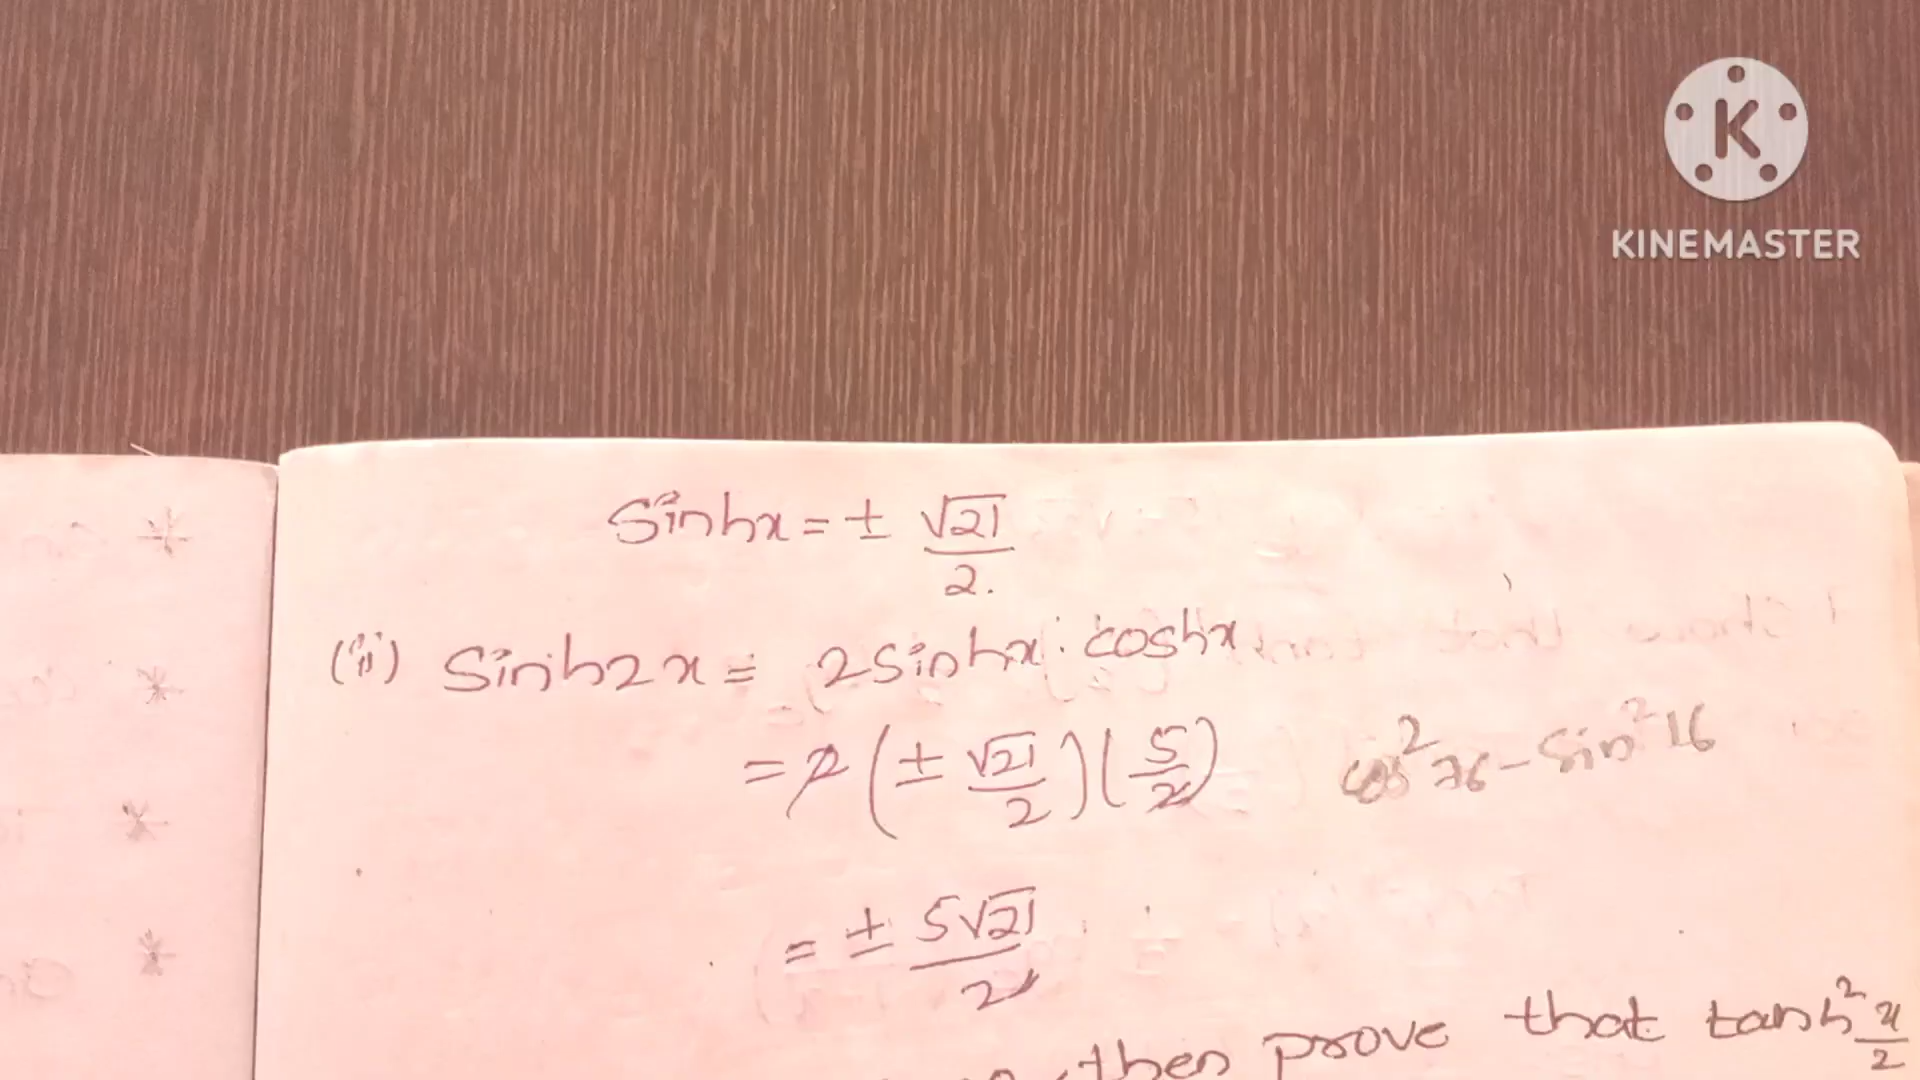 KINEMASTER
Sinhx = ± √21/2.
(ii) Sinh2x = 2Sinhx . coshx
= 2 (± √21/2) (5/2)
cos²76 - Sin²16
= ± 5√21/2
then prove that tanh² x/2